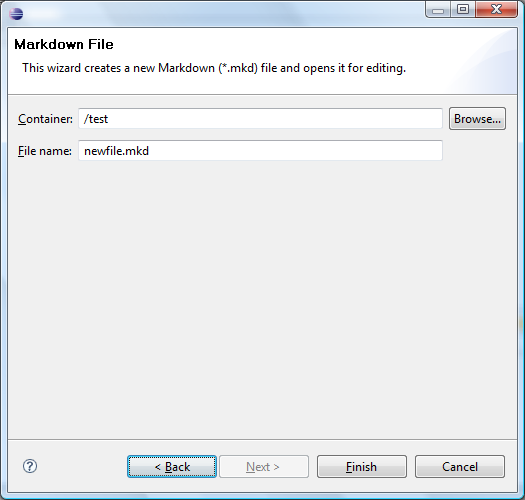 Markdown File
This wizard creates a new Markdown (*.mkd) file and opens it for editing.
Container: /test Browse...
File name: newfile.mkd
? < Back Next > Finish Cancel